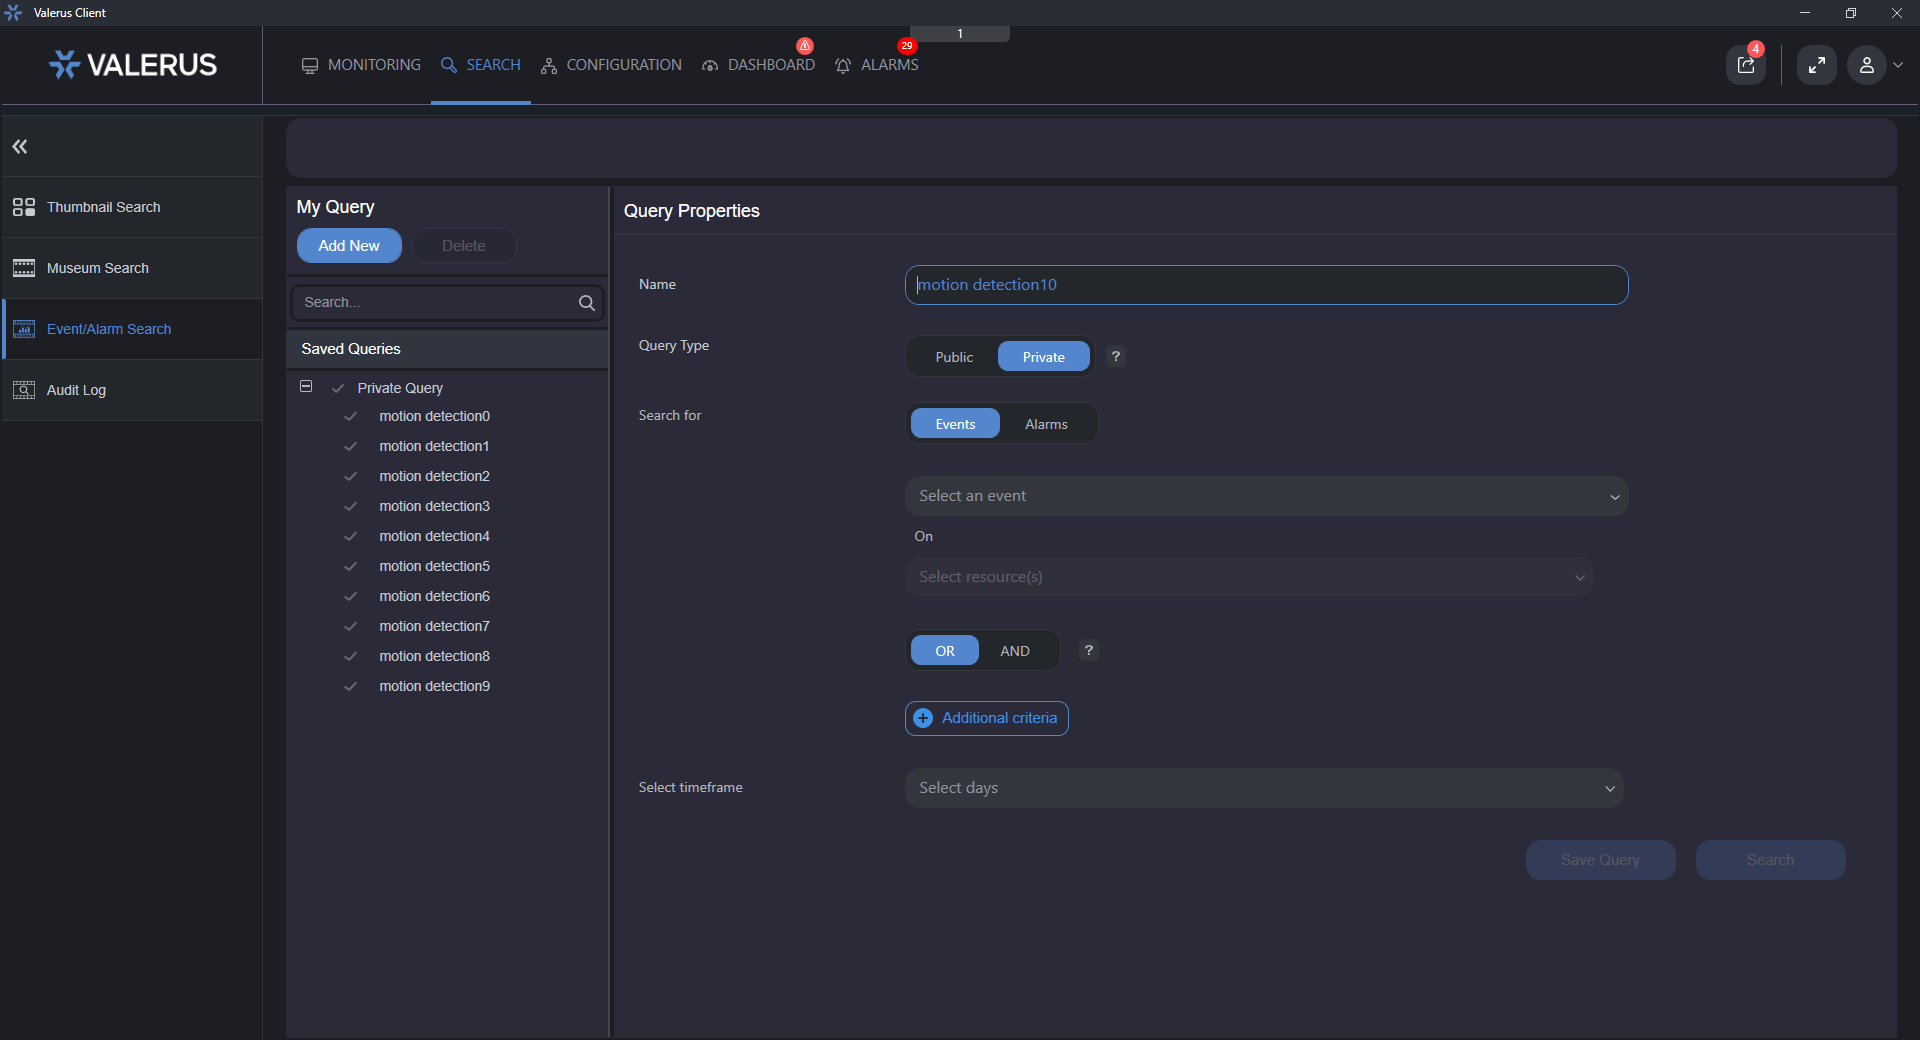 Valerus Client
1
VALERUS
MONITORING
SEARCH
CONFIGURATION
DASHBOARD
29
ALARMS
4
Thumbnail Search
Museum Search
Event/Alarm Search
Audit Log
My Query
Add New
Delete
Search...
Saved Queries
Private Query
motion detection0
motion detection1
motion detection2
motion detection3
motion detection4
motion detection5
motion detection6
motion detection7
motion detection8
motion detection9
Query Properties
Name
motion detection10
Query Type
Public
Private
?
Search for
Events
Alarms
Select an event
On
Select resource(s)
OR
AND
?
Additional criteria
Select timeframe
Select days
Save Query
Search